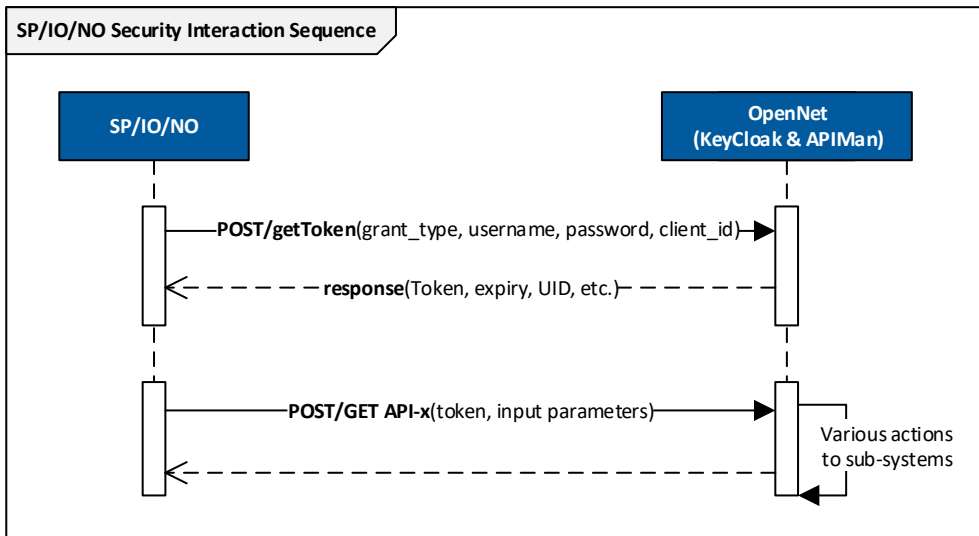 SP/IO/NO Security Interaction Sequence
SP/IO/NO
OpenNet
(KeyCloak & APIMan)
POST/getToken(grant_type, username, password, client_id)
response(Token, expiry, UID, etc.)
POST/GET API-x(token, input parameters)
Various actions
to sub-systems